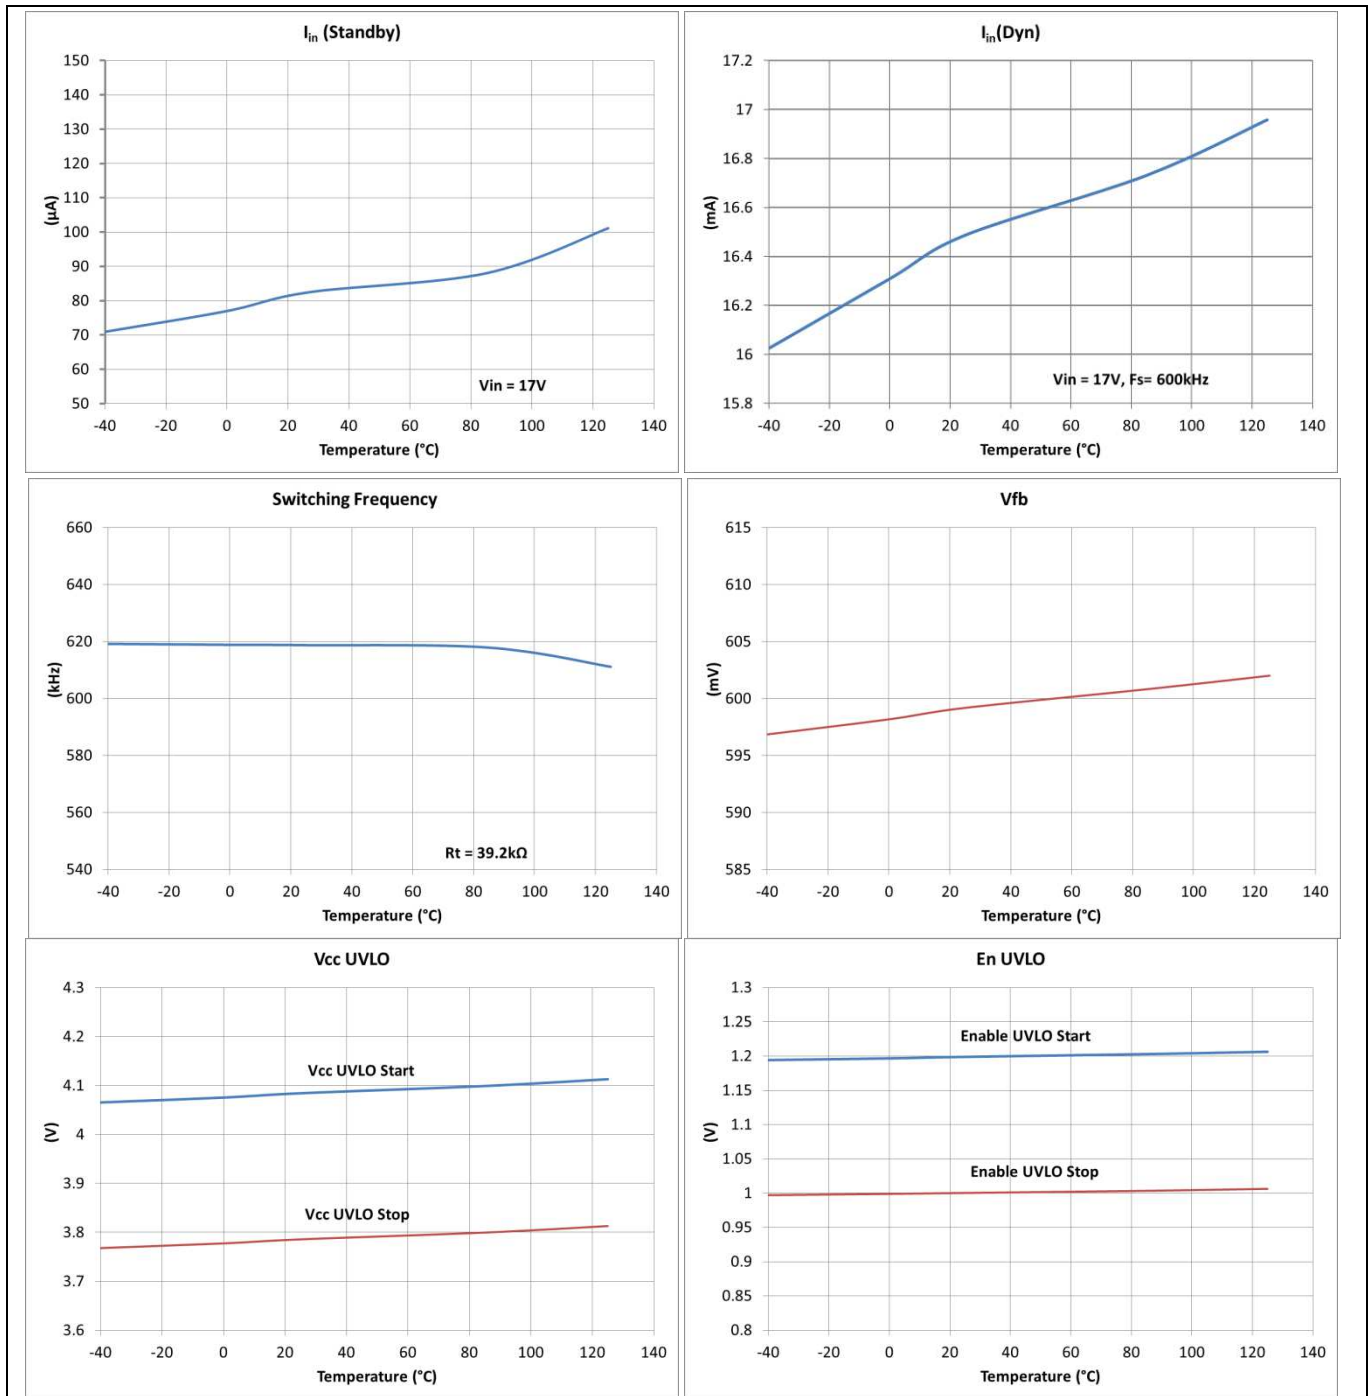 I_in (Standby)
150
140
130
120
110
100
90
80
70
60
50
(µA)
Vin = 17V
-40 -20 0 20 40 60 80 100 120 140
Temperature (°C)
I_in(Dyn)
17.2
17
16.8
16.6
16.4
16.2
16
15.8
(mA)
Vin = 17V, Fs= 600kHz
-40 -20 0 20 40 60 80 100 120 140
Temperature (°C)
Switching Frequency
660
640
620
600
580
560
540
(kHz)
Rt = 39.2kΩ
-40 -20 0 20 40 60 80 100 120 140
Temperature (°C)
Vfb
615
610
605
600
595
590
585
(mV)
-40 -20 0 20 40 60 80 100 120 140
Temperature (°C)
Vcc UVLO
4.3
4.2
4.1
4
3.9
3.8
3.7
3.6
(V)
Vcc UVLO Start
Vcc UVLO Stop
-40 -20 0 20 40 60 80 100 120 140
Temperature (°C)
En UVLO
1.3
1.25
1.2
1.15
1.1
1.05
1
0.95
0.9
0.85
0.8
(V)
Enable UVLO Start
Enable UVLO Stop
-40 -20 0 20 40 60 80 100 120 140
Temperature (°C)